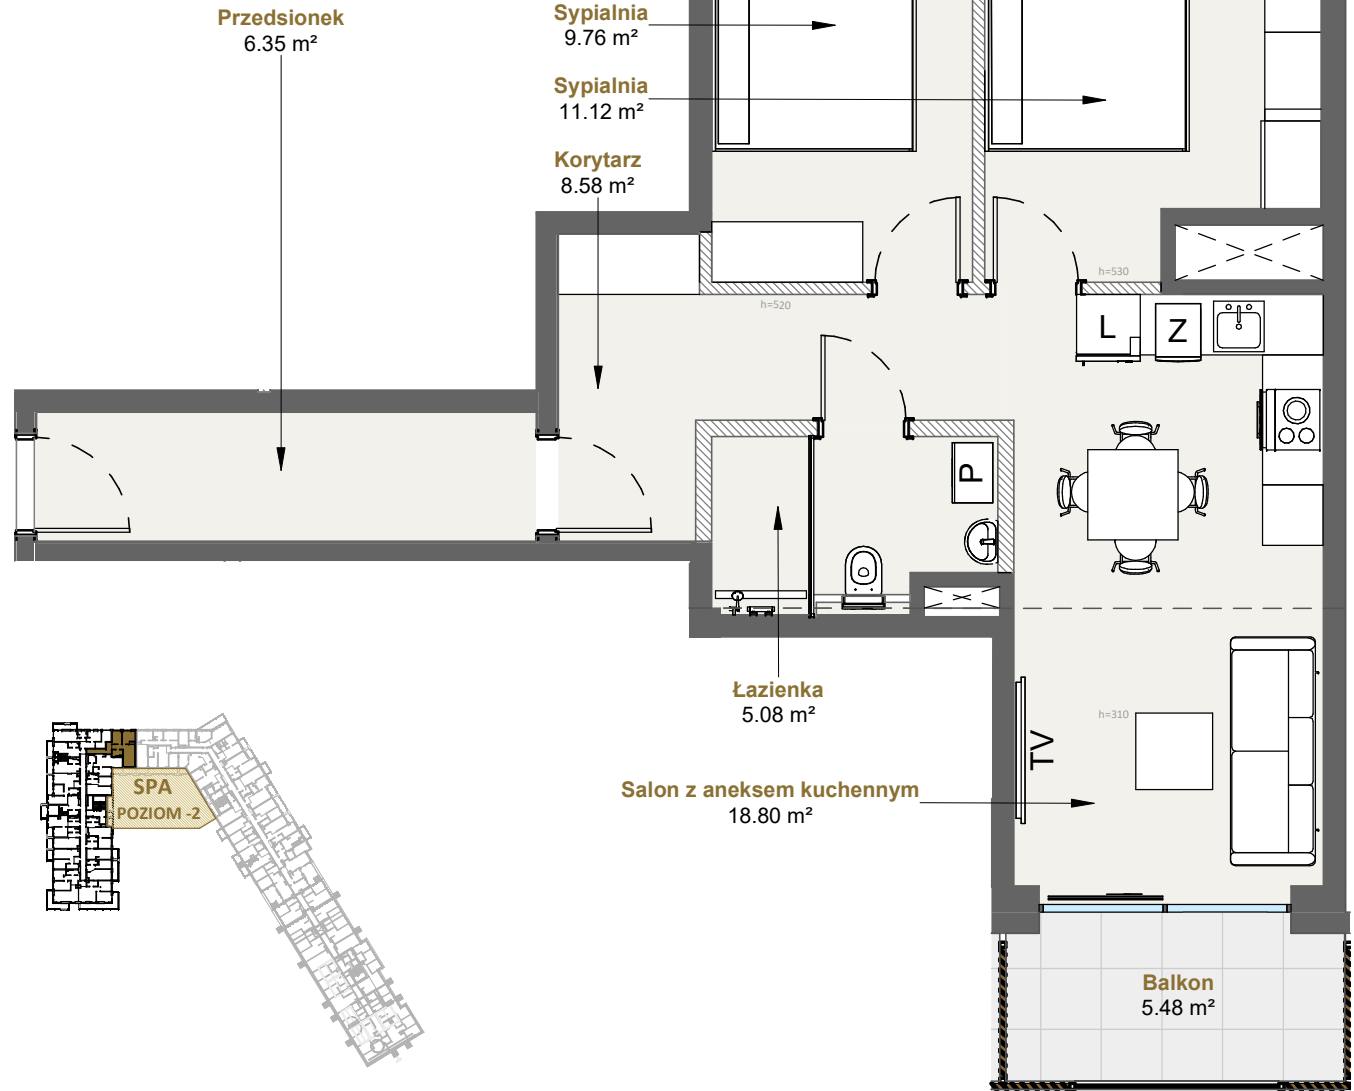 Przedsionek
6.35 m²
Sypialnia
9.76 m²
Sypialnia
11.12 m²
Korytarz
8.58 m²
h=520
h=530
L
Z
P
Łazienka
5.08 m²
TV
h=310
Salon z aneksem kuchennym
18.80 m²
SPA
POZIOM -2
Balkon
5.48 m²